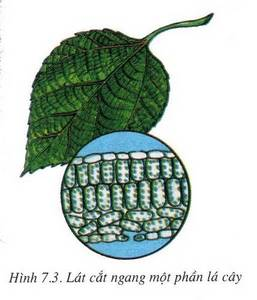 Hình 7.3. Lát cắt ngang một phần lá cây